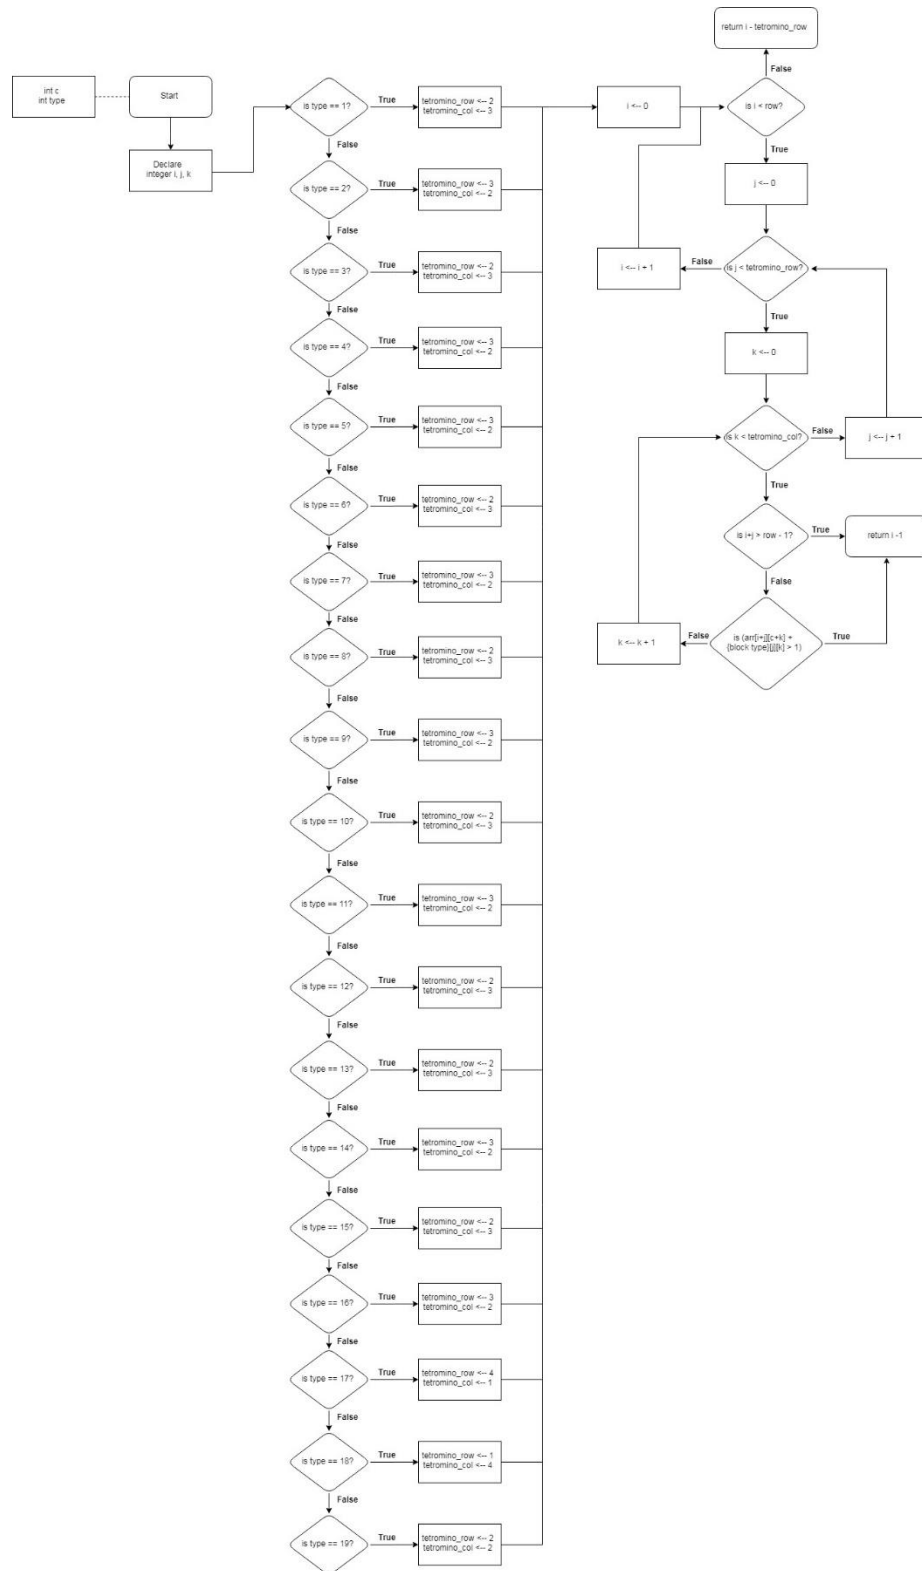 int c
int type
Start
Declare
integer i, j, k
is type == 1?
True
tetromino_row <-- 2
tetromino_col <-- 3
False
is type == 2?
True
tetromino_row <-- 3
tetromino_col <-- 2
False
is type == 3?
True
tetromino_row <-- 2
tetromino_col <-- 3
False
is type == 4?
True
tetromino_row <-- 3
tetromino_col <-- 2
False
is type == 5?
True
tetromino_row <-- 3
tetromino_col <-- 2
False
is type == 6?
True
tetromino_row <-- 2
tetromino_col <-- 3
False
is type == 7?
True
tetromino_row <-- 3
tetromino_col <-- 2
False
is type == 8?
True
tetromino_row <-- 2
tetromino_col <-- 3
False
is type == 9?
True
tetromino_row <-- 3
tetromino_col <-- 2
False
is type == 10?
True
tetromino_row <-- 2
tetromino_col <-- 3
False
is type == 11?
True
tetromino_row <-- 3
tetromino_col <-- 2
False
is type == 12?
True
tetromino_row <-- 2
tetromino_col <-- 3
False
is type == 13?
True
tetromino_row <-- 2
tetromino_col <-- 3
False
is type == 14?
True
tetromino_row <-- 3
tetromino_col <-- 2
False
is type == 15?
True
tetromino_row <-- 2
tetromino_col <-- 3
False
is type == 16?
True
tetromino_row <-- 3
tetromino_col <-- 2
False
is type == 17?
True
tetromino_row <-- 4
tetromino_col <-- 1
False
is type == 18?
True
tetromino_row <-- 1
tetromino_col <-- 4
False
is type == 19?
True
tetromino_row <-- 2
tetromino_col <-- 2
i <-- 0
is i < row?
False
return i - tetromino_row
True
j <-- 0
is j < tetromino_row?
False
i <-- i + 1
True
k <-- 0
is k < tetromino_col?
False
j <-- j + 1
True
is i+j > row - 1?
True
return i -1
False
is (arr[i+j][c+k] +
{block type}[j][k] > 1)
True
False
k <-- k + 1